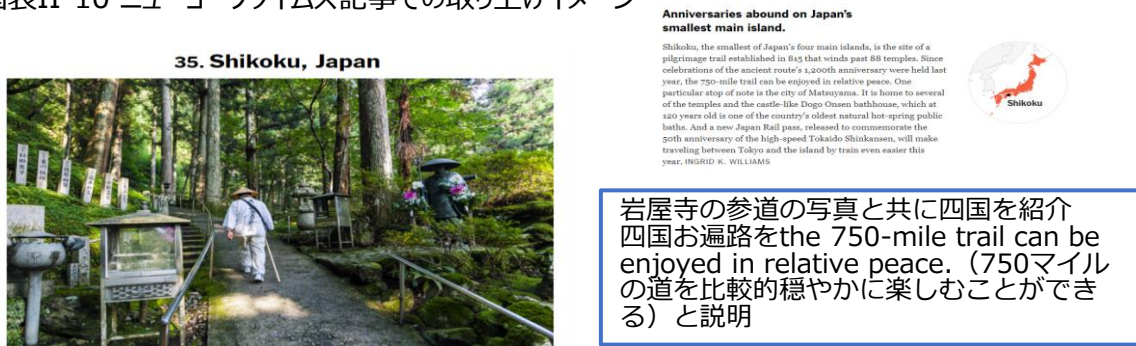 図表II-10 ニューヨークタイムズ記事での取り上げイメージ
35. Shikoku, Japan
Anniversaries abound on Japan's
smallest main island.
Shikoku, the smallest of Japan's four main islands, is the site of a
pilgrimage trail established in 815 that winds past 88 temples. Since
celebrations of the ancient route's 1,200th anniversary were held last
year, the 750-mile trail can be enjoyed in relative peace. One
particular stop of note is the city of Matsuyama. It is home to several
of the temples and the castle-like Dogo Onsen bathhouse, which at
120 years old is one of the country's oldest natural hot-spring public
baths. And a new Japan Rail pass, released to commemorate the
50th anniversary of the high-speed Tokaido Shinkansen, will make
traveling between Tokyo and the island by train even easier this
year. INGRID K. WILLIAMS
Shikoku
岩屋寺の参道の写真と共に四国を紹介
四国お遍路をthe 750-mile trail can be
enjoyed in relative peace.（750マイル
の道を比較的穏やかに楽しむことができ
る）と説明